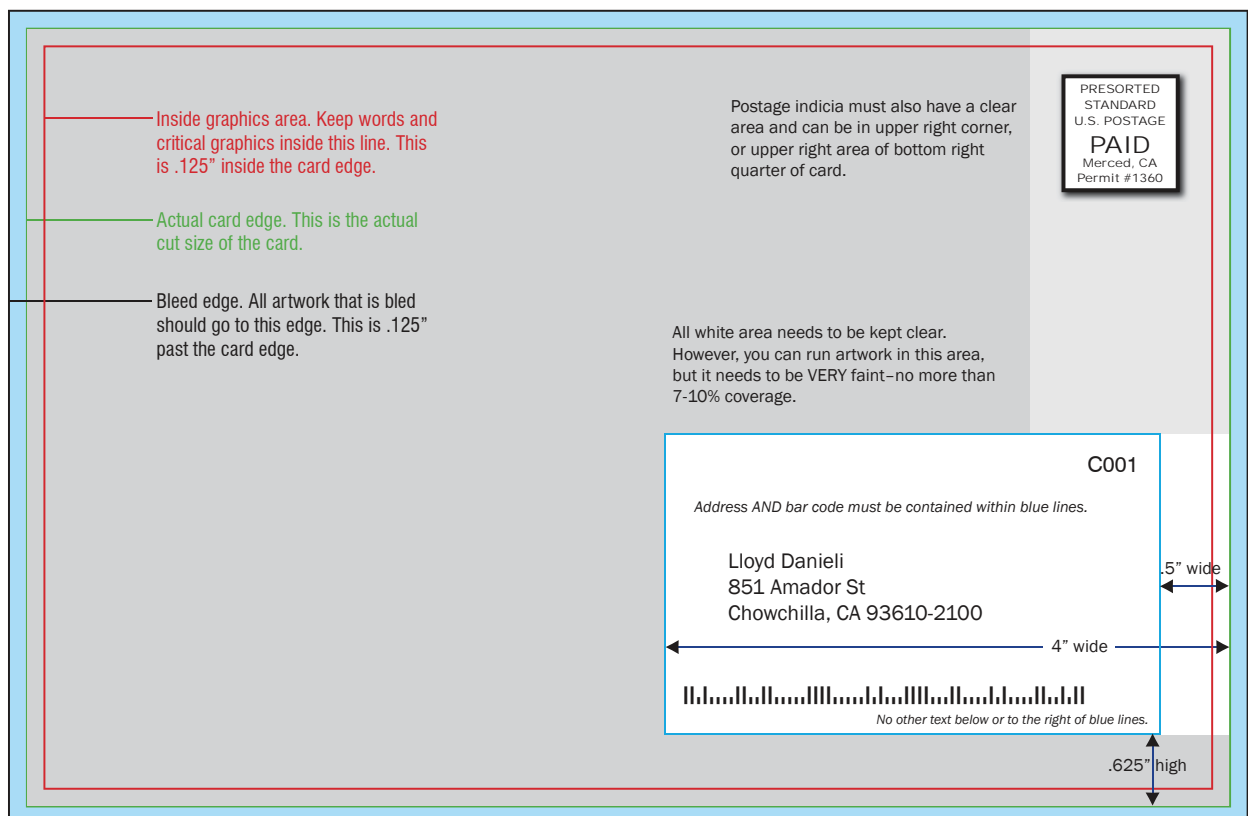 Inside graphics area. Keep words and
critical graphics inside this line. This
is .125” inside the card edge.
Actual card edge. This is the actual
cut size of the card.
Bleed edge. All artwork that is bled
should go to this edge. This is .125”
past the card edge.
Postage indicia must also have a clear
area and can be in upper right corner,
or upper right area of bottom right
quarter of card.
PRESORTED
STANDARD
U.S. POSTAGE
PAID
Merced, CA
Permit #1360
All white area needs to be kept clear.
However, you can run artwork in this area,
but it needs to be VERY faint–no more than
7-10% coverage.
C001
Address AND bar code must be contained within blue lines.
Lloyd Danieli
851 Amador St
Chowchilla, CA 93610-2100
.5” wide
4” wide
No other text below or to the right of blue lines.
.625” high